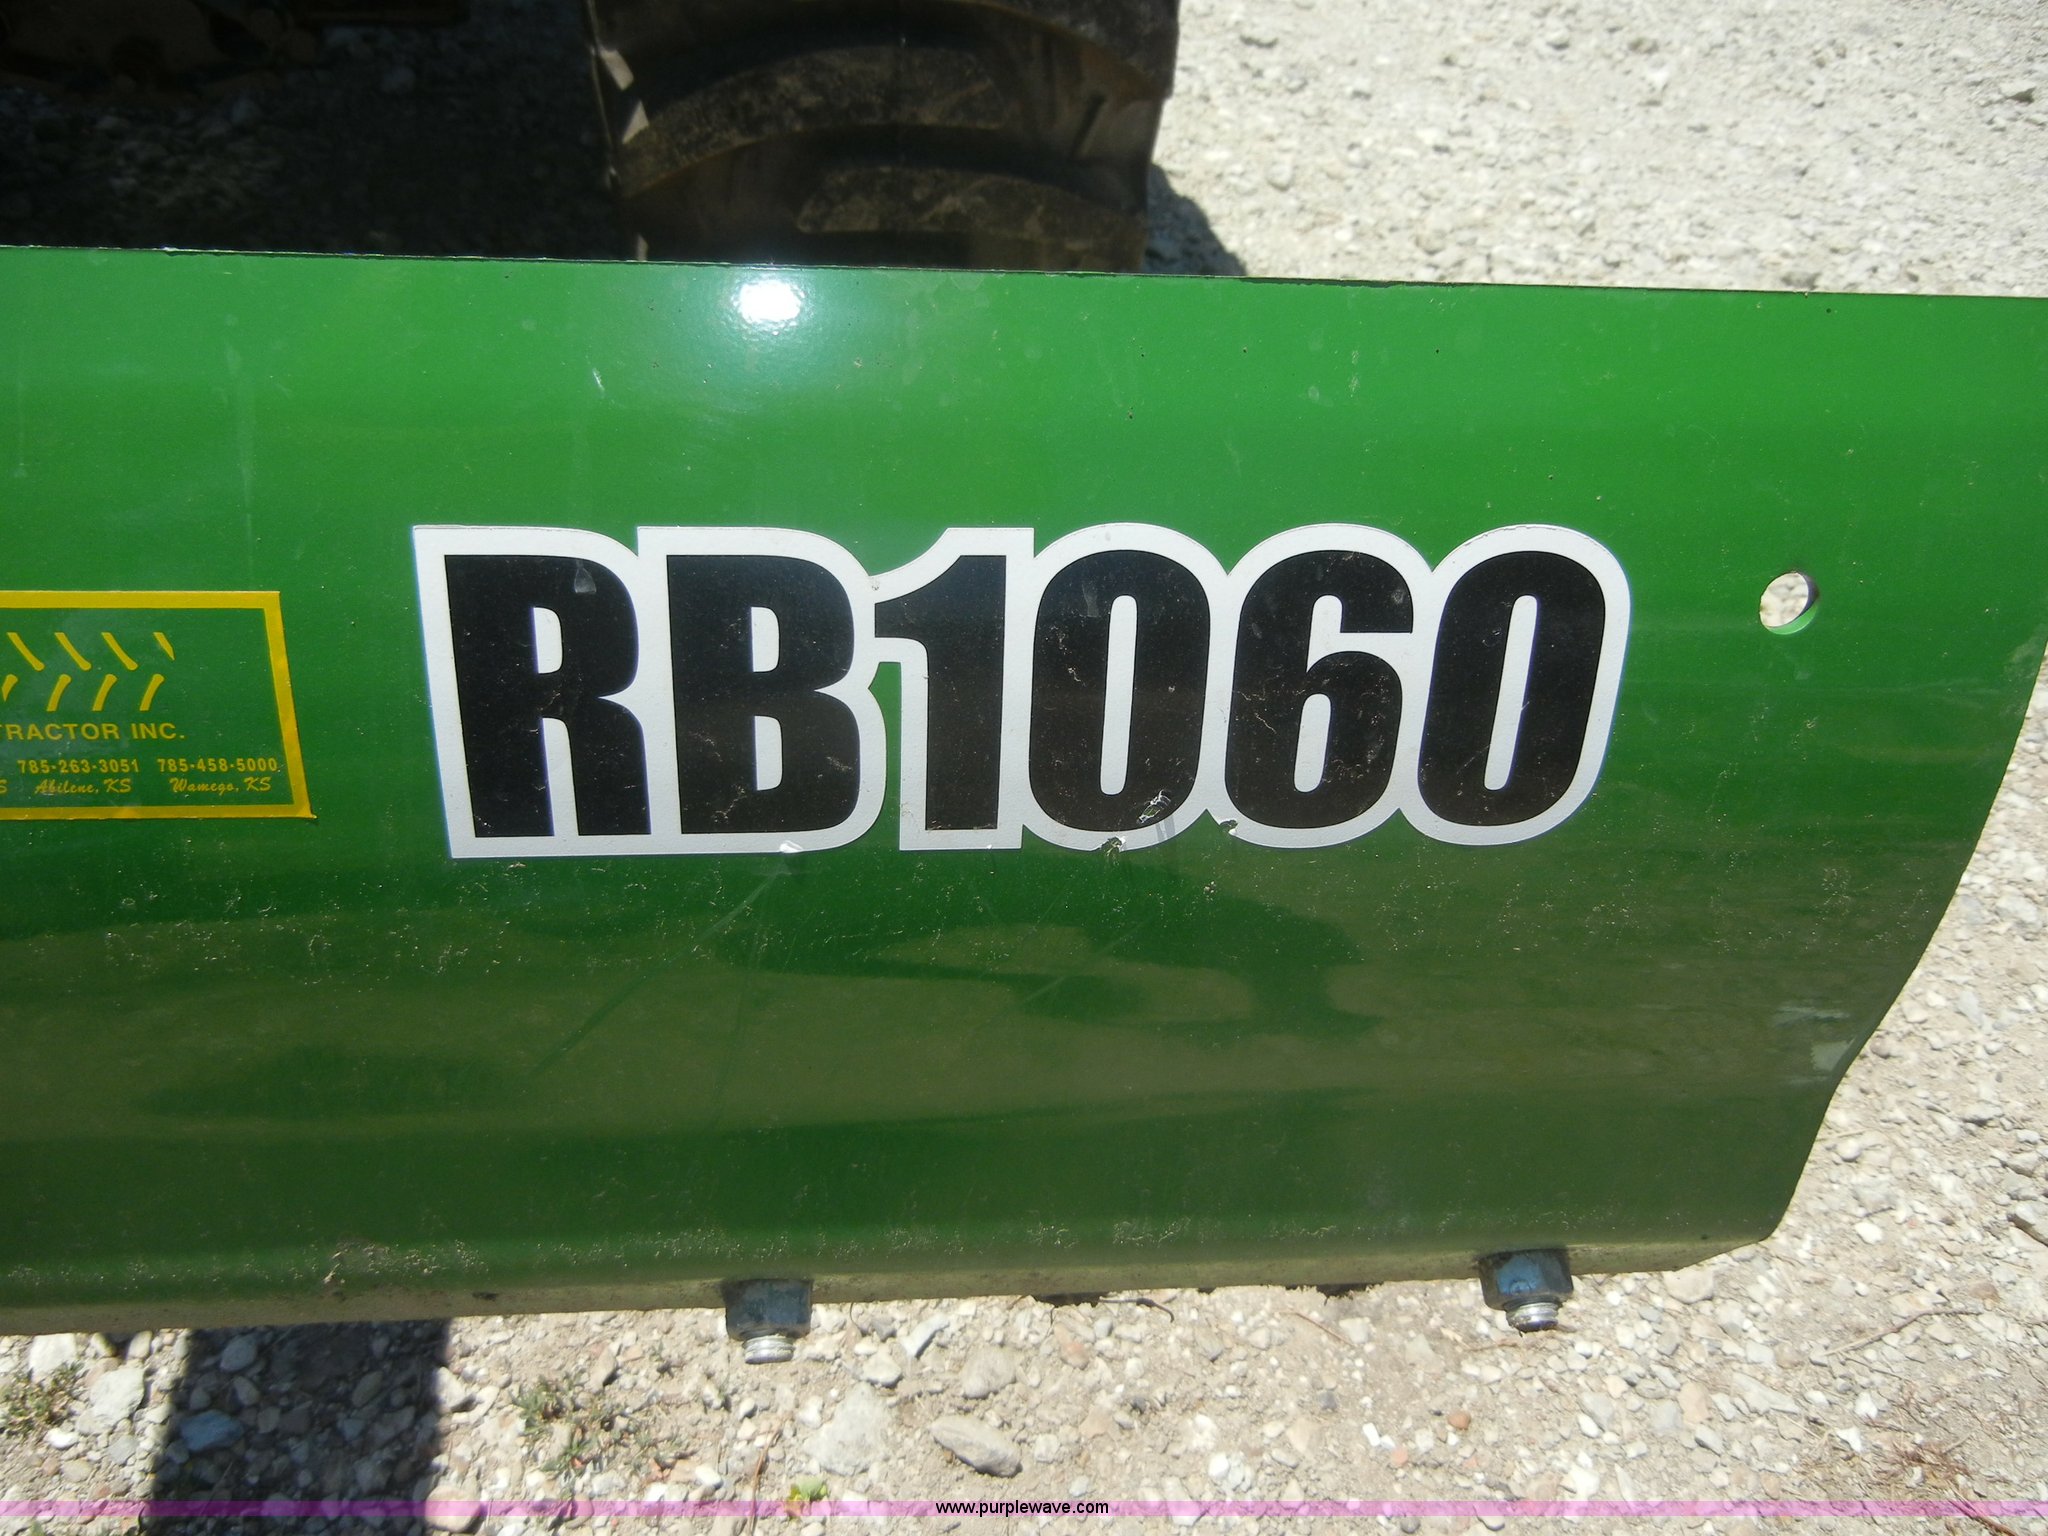 RB1060
TRACTOR INC.
785-263-3051 785-458-5000
S Abilene, KS Wamego, KS
www.purplewave.com